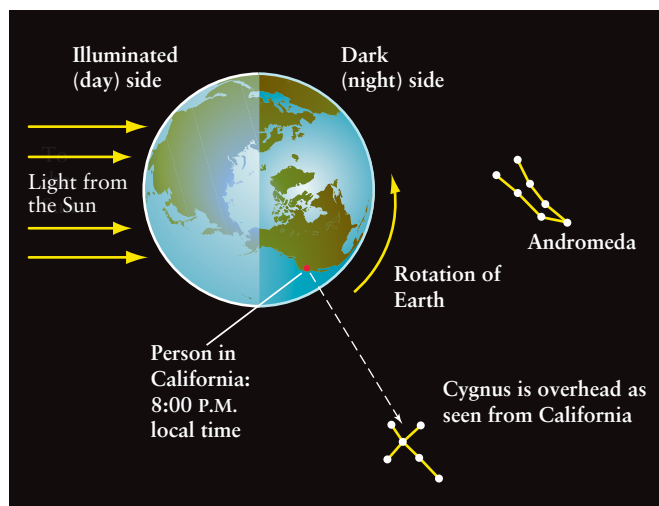 Illuminated
(day) side
Dark
(night) side
To
Light from
the Sun
Andromeda
Rotation of
Earth
Person in
California:
8:00 P.M.
local time
Cygnus is overhead as
seen from California